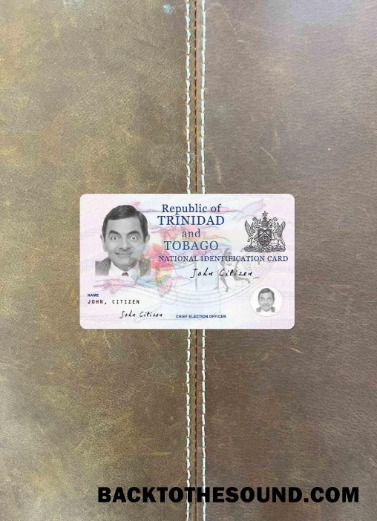 Republic of
TRINIDAD
and
TOBAGO
NATIONAL IDENTIFICATION CARD
John Citizen
NAME
JOHN, CITIZEN
John Citizen
CHIEF ELECTION OFFICER
BACKTOTHESOUND.COM